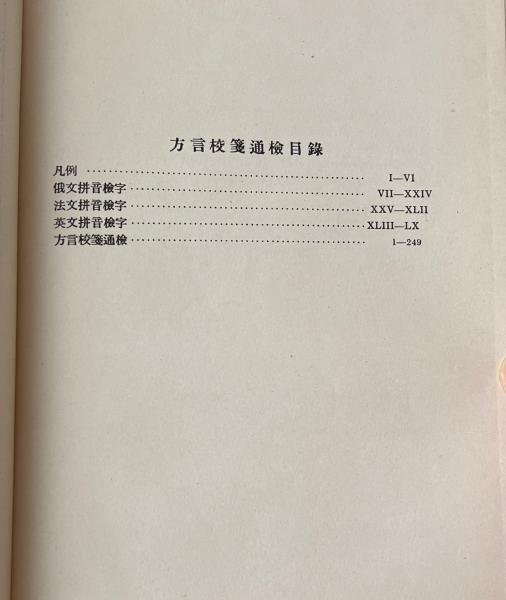 方言校箋通檢目錄
凡例 ·················································· I—VI
俄文拼音檢字 ·········································· VII—XXIV
法文拼音檢字 ·········································· XXV—XLII
英文拼音檢字 ·········································· XLIII—LX
方言校箋通檢 ·········································· 1—249